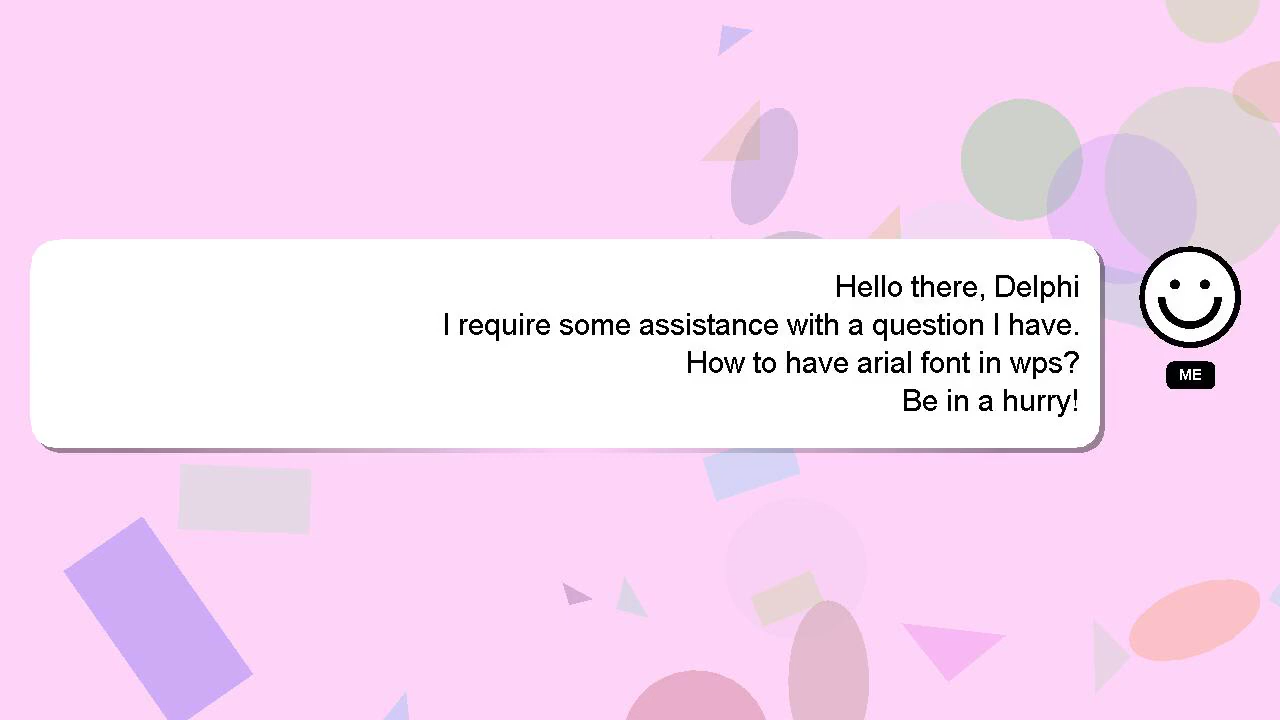 Hello there, Delphi
I require some assistance with a question I have.
How to have arial font in wps?
Be in a hurry!
ME